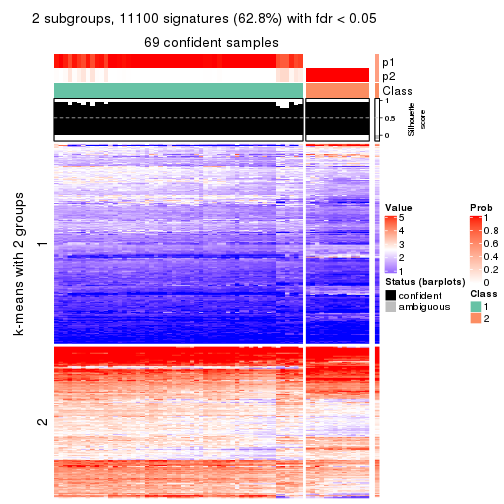 2 subgroups, 11100 signatures (62.8%) with fdr < 0.05
69 confident samples
p1
p2
Class
1
0.5
0
Silhouette
score
k-means with 2 groups
1
2
Value
5
4
3
2
1
Status (barplots)
confident
ambiguous
Prob
1
0.8
0.6
0.4
0.2
0
Class
1
2